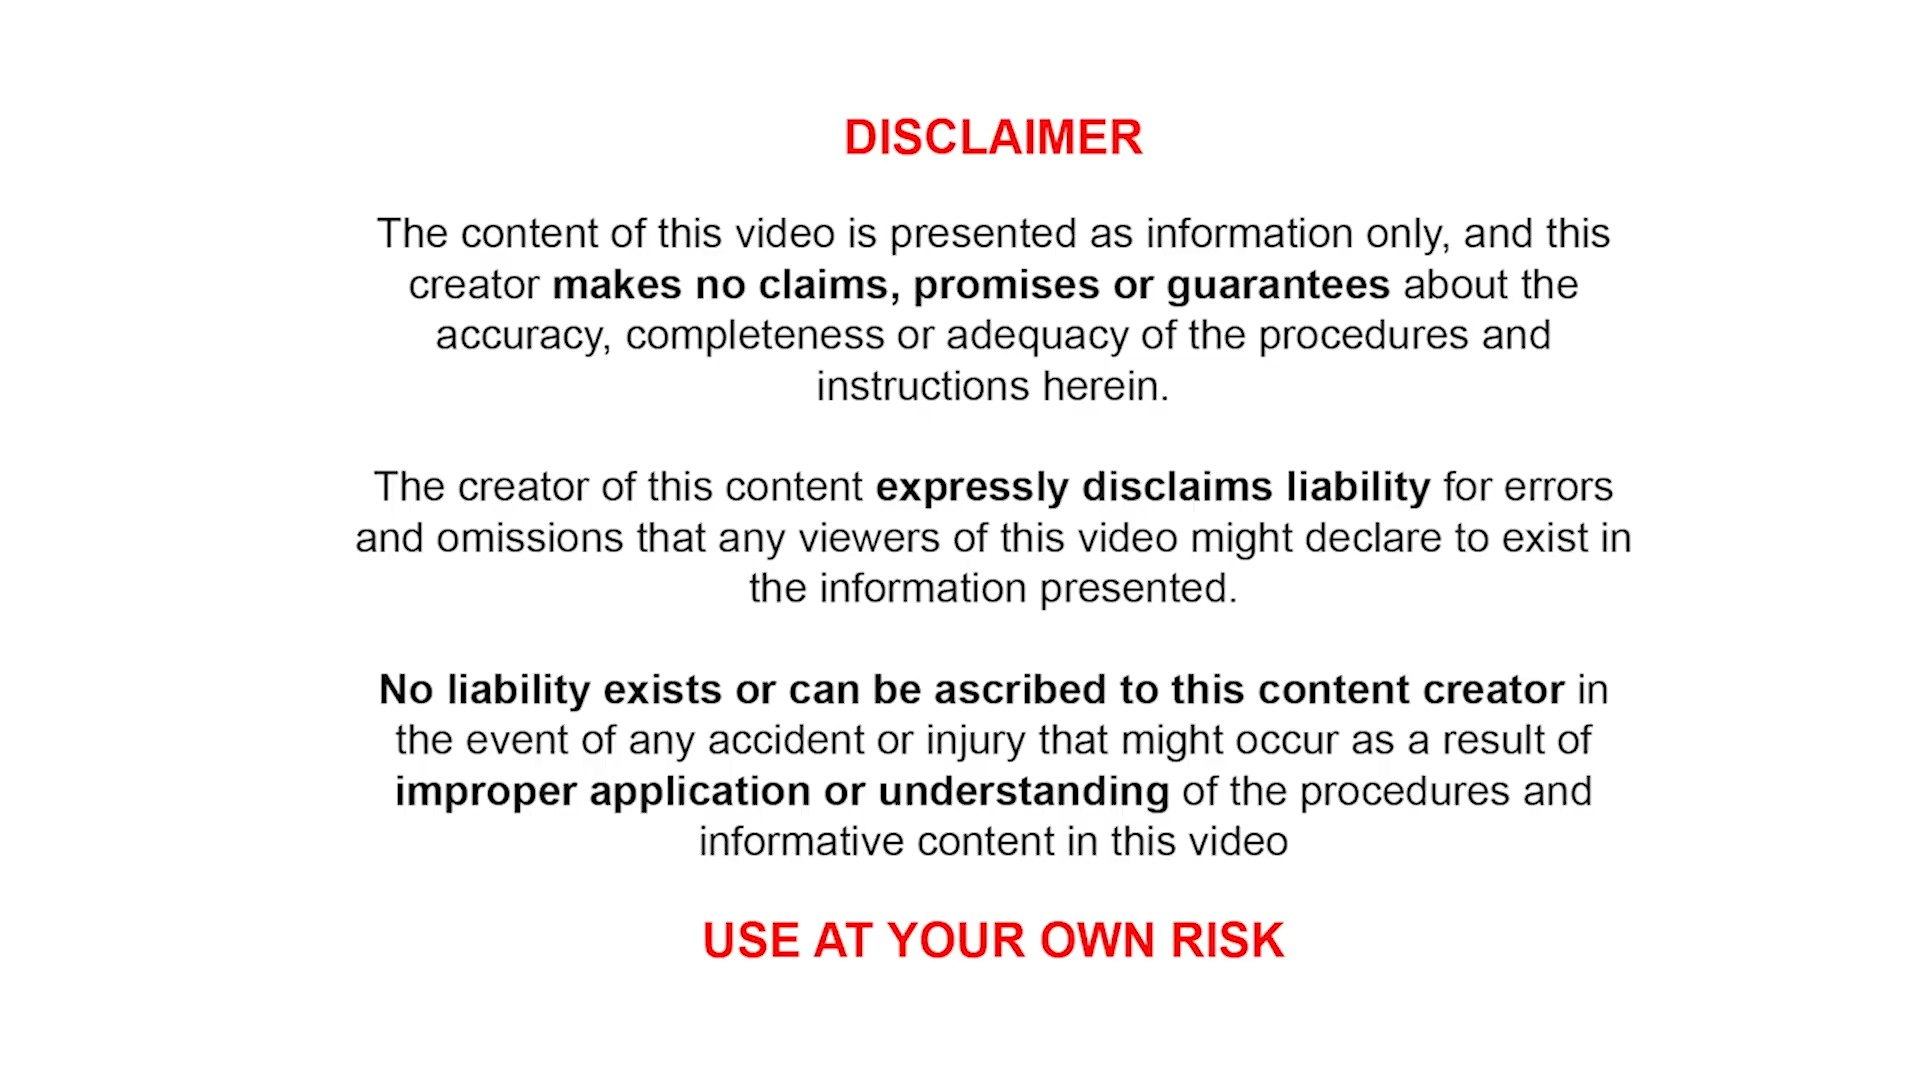 DISCLAIMER
The content of this video is presented as information only, and this
creator makes no claims, promises or guarantees about the
accuracy, completeness or adequacy of the procedures and
instructions herein.
The creator of this content expressly disclaims liability for errors
and omissions that any viewers of this video might declare to exist in
the information presented.
No liability exists or can be ascribed to this content creator in
the event of any accident or injury that might occur as a result of
improper application or understanding of the procedures and
informative content in this video
USE AT YOUR OWN RISK